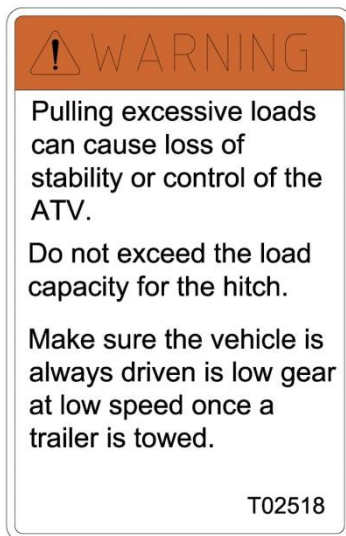 WARNING
Pulling excessive loads
can cause loss of
stability or control of the
ATV.
Do not exceed the load
capacity for the hitch.
Make sure the vehicle is
always driven is low gear
at low speed once a
trailer is towed.
T02518